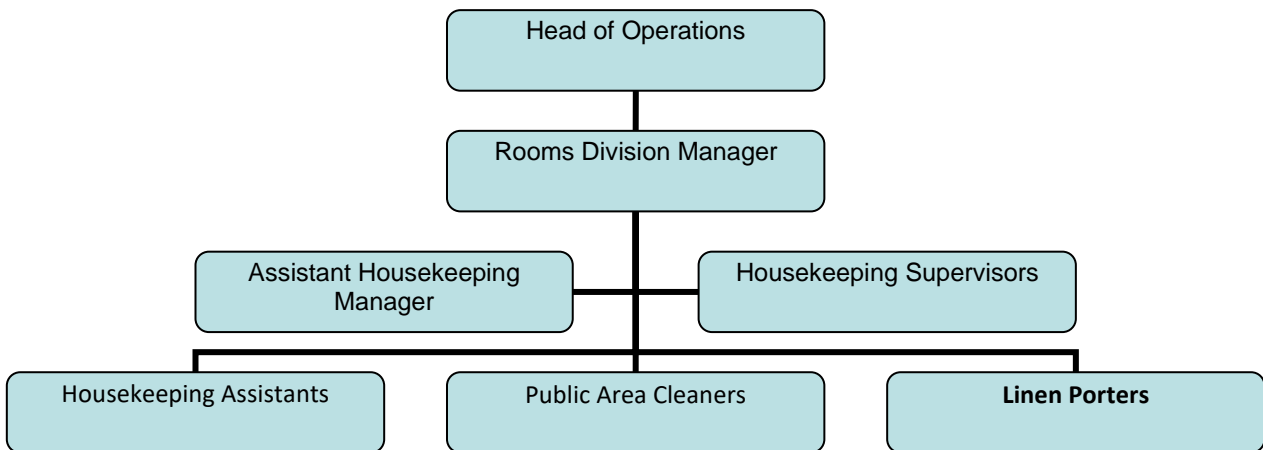 Head of Operations
Rooms Division Manager
Assistant Housekeeping
Manager
Housekeeping Supervisors
Housekeeping Assistants
Public Area Cleaners
Linen Porters